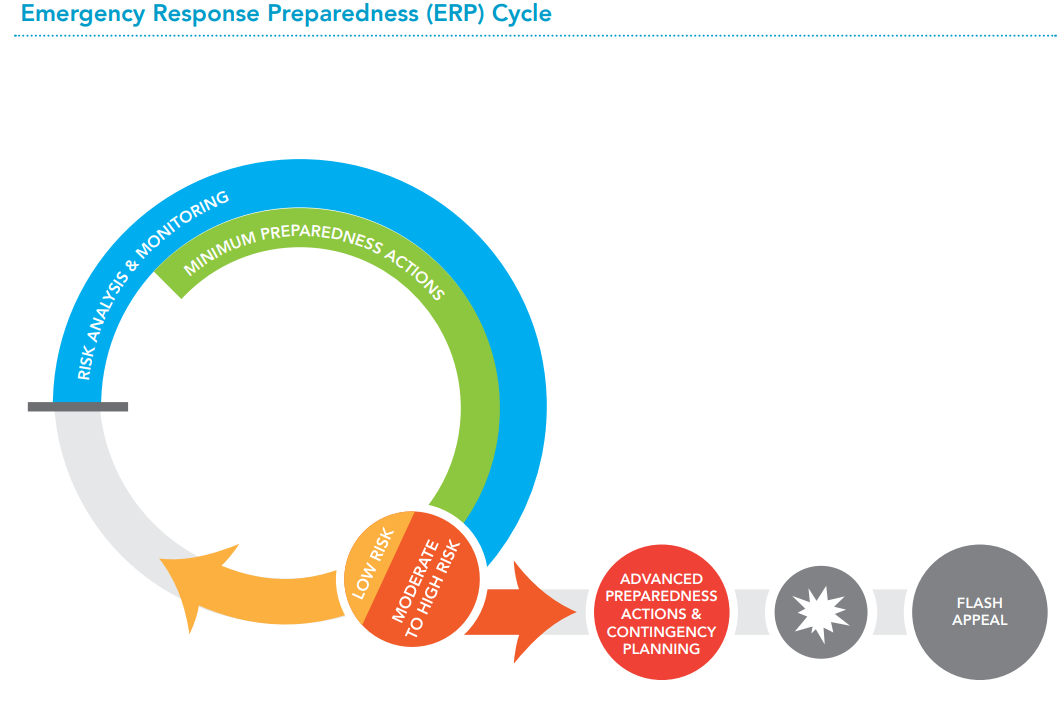 Emergency Response Preparedness (ERP) Cycle
RISK ANALYSIS & MONITORING
MINIMUM PREPAREDNESS ACTIONS
LOW RISK
MODERATE
TO HIGH RISK
ADVANCED
PREPAREDNESS
ACTIONS &
CONTINGENCY
PLANNING
FLASH
APPEAL